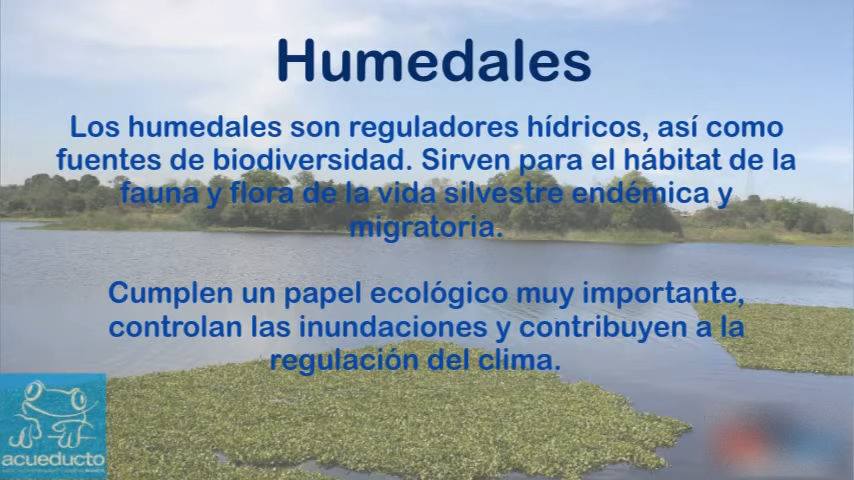 Humedales
Los humedales son reguladores hídricos, así como
fuentes de biodiversidad. Sirven para el hábitat de la
fauna y flora de la vida silvestre endémica y
migratoria.
Cumplen un papel ecológico muy importante,
controlan las inundaciones y contribuyen a la
regulación del clima.
acueducto